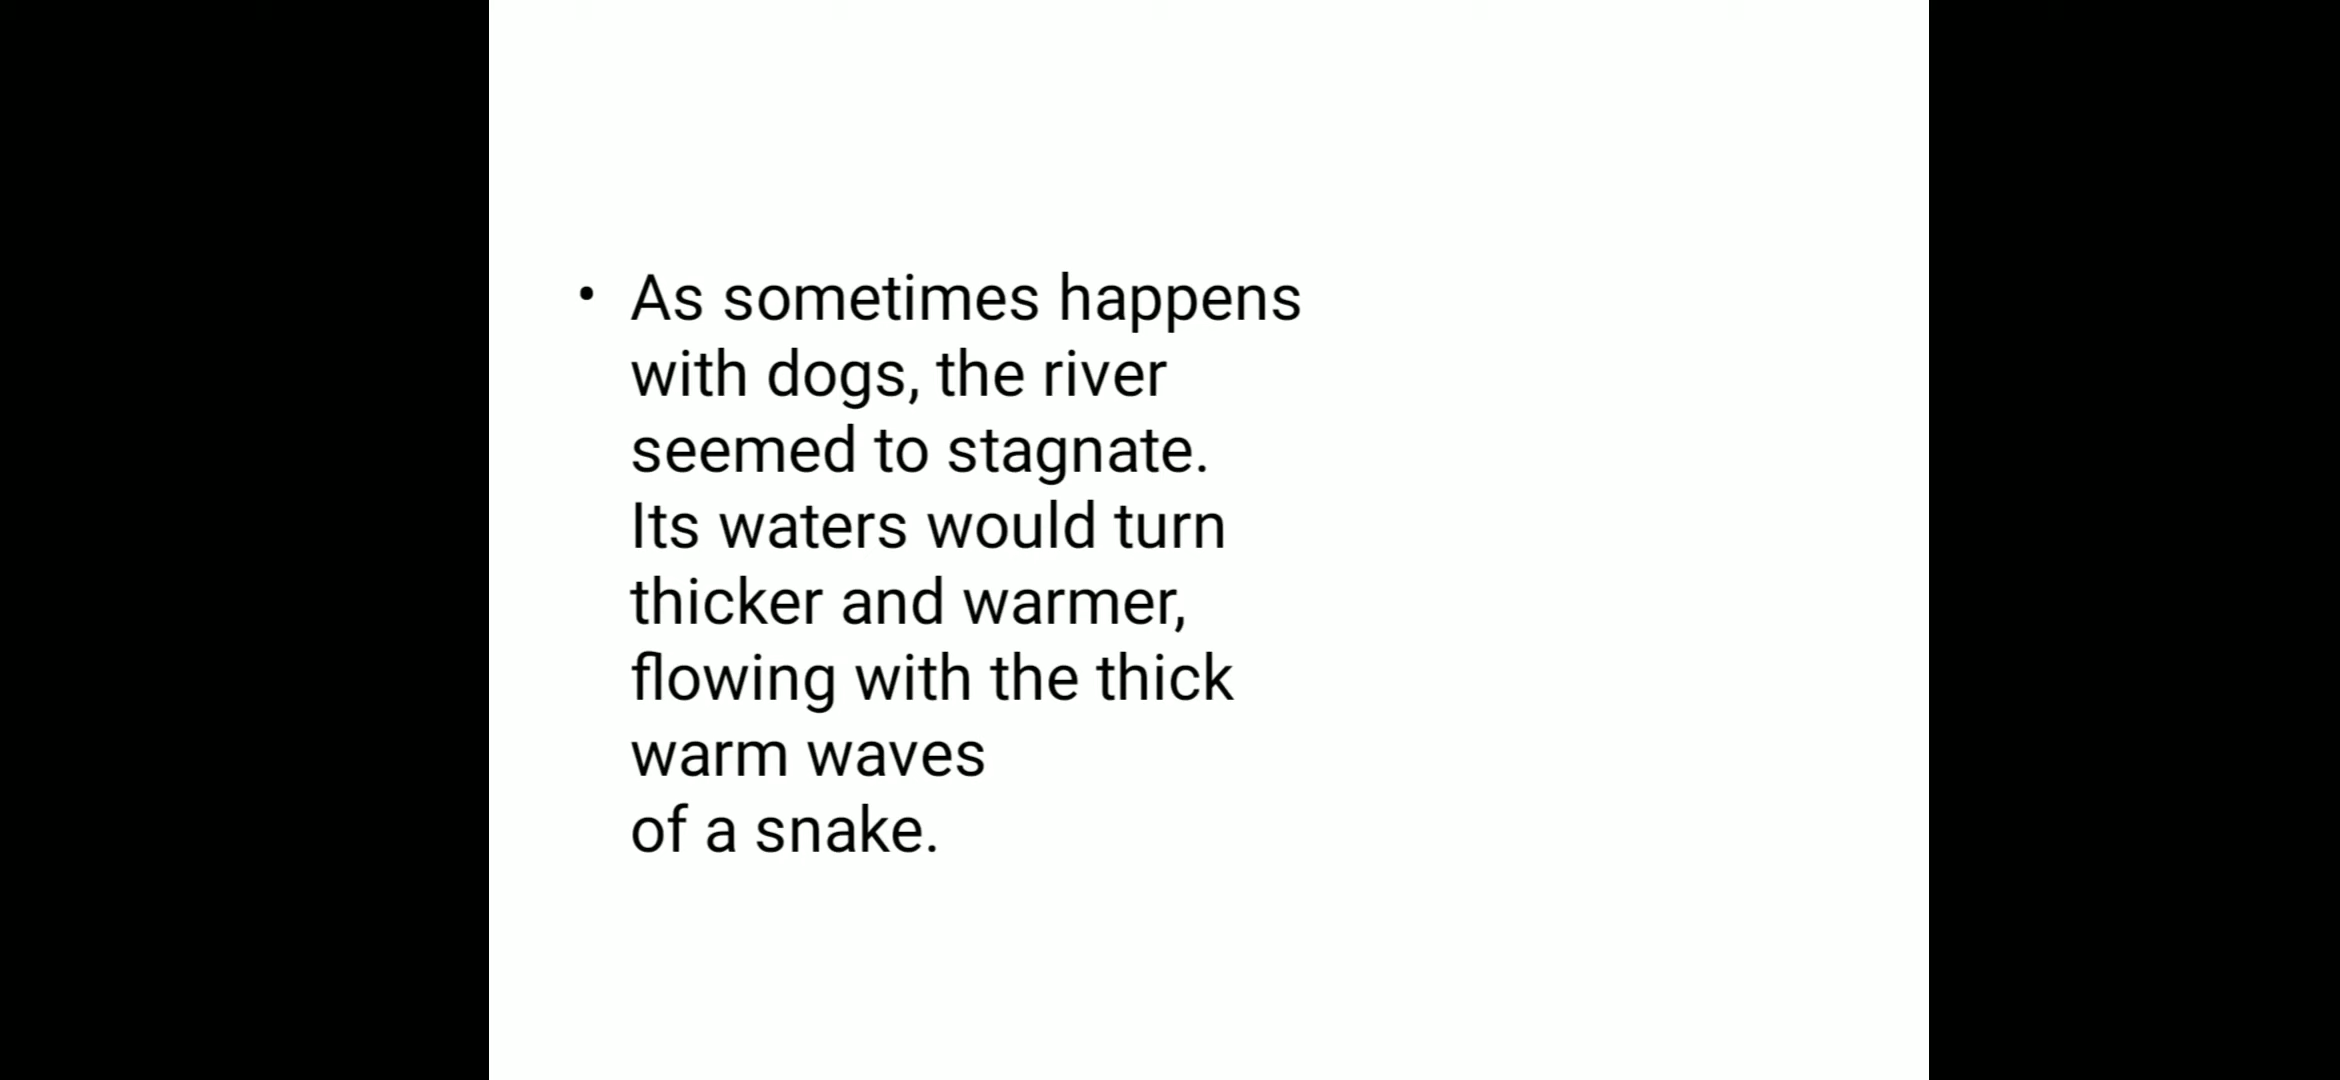 • As sometimes happens
with dogs, the river
seemed to stagnate.
Its waters would turn
thicker and warmer,
flowing with the thick
warm waves
of a snake.